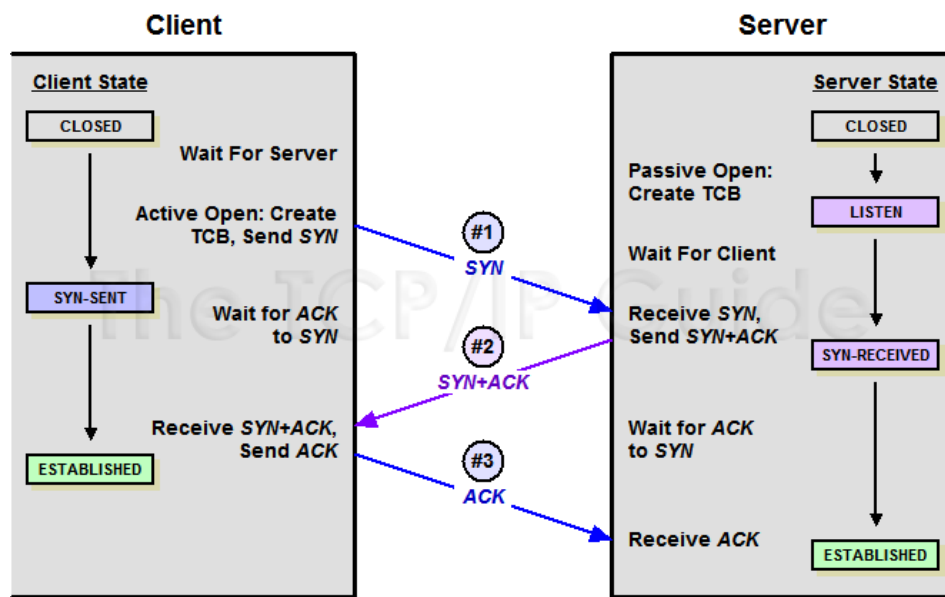 Client
Server
Client State
CLOSED
Wait For Server
Active Open: Create
TCB, Send SYN
SYN-SENT
Wait for ACK
to SYN
Receive SYN+ACK,
Send ACK
ESTABLISHED
#1
SYN
#2
SYN+ACK
#3
ACK
Server State
CLOSED
Passive Open:
Create TCB
LISTEN
Wait For Client
Receive SYN,
Send SYN+ACK
SYN-RECEIVED
Wait for ACK
to SYN
Receive ACK
ESTABLISHED
The TCP/IP Guide